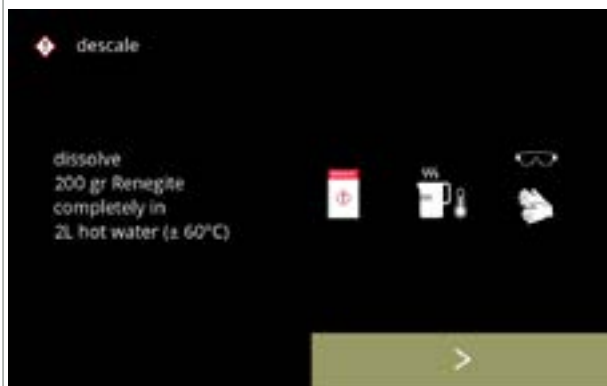 descale
dissolve
200 gr Renegite
completely in
2L hot water (± 60°C)
>